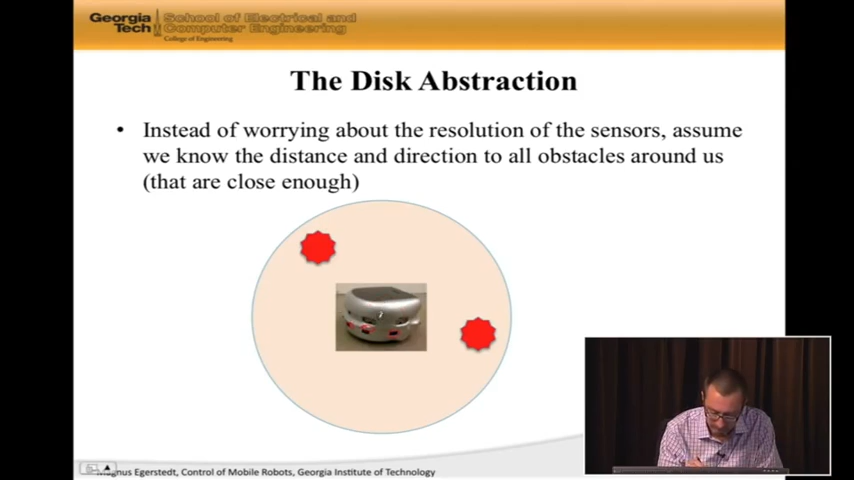 Georgia Tech
School of Electrical and Computer Engineering
College of Engineering
The Disk Abstraction
• Instead of worrying about the resolution of the sensors, assume
we know the distance and direction to all obstacles around us
(that are close enough)
Magnus Egerstedt, Control of Mobile Robots, Georgia Institute of Technology